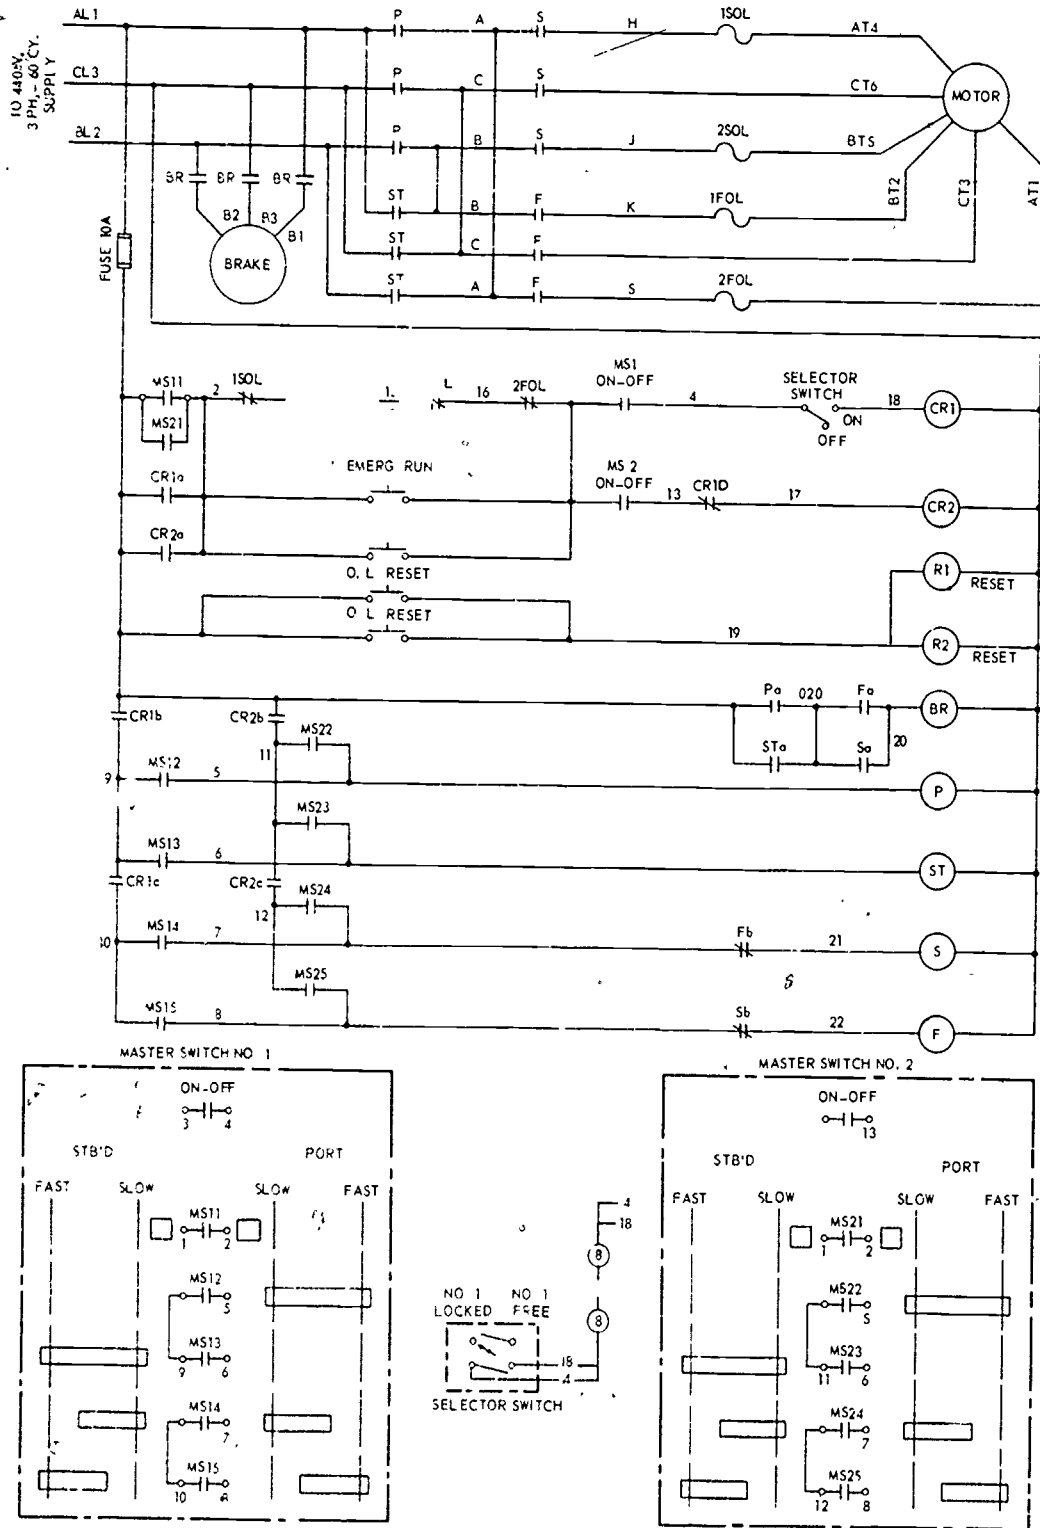 TO 440V,
3 PH,-60 CY.
SUPPLY
AL1
P
A
S
H
1SOL
AT4
CL3
P
C
S
CT6
MOTOR
BL2
P
B
S
J
2SOL
BTS
BR
BR
BR
ST
B
F
K
1FOL
BT2
CT3
AT1
B2
B3
B1
ST
C
F
FUSE 10A
BRAKE
ST
A
F
S
2FOL
MS11
2
1SOL
1.
L
16
2FOL
MS1
ON-OFF
4
SELECTOR
SWITCH
ON
OFF
18
CR1
MS21
CR1a
EMERG RUN
MS 2
ON-OFF
13
CR1D
17
CR2
CR2a
O. L RESET
R1
RESET
O L RESET
19
R2
RESET
CR1b
CR2b
MS22
Pa
020
Fa
BR
11
STa
Sa
20
9
MS12
5
P
MS23
MS13
6
ST
CR1c
CR2c
MS24
12
MS14
7
Fb
21
S
MS25
MS15
8
Sb
22
F
MASTER SWITCH NO 1
ON-OFF
3 4
STB'D
PORT
FAST
SLOW
SLOW
FAST
MS11
1 2
MS12
5
MS13
9 6
MS14
7
MS15
10 8
4
18
8
8
NO 1
LOCKED
NO 1
FREE
18
4
SELECTOR SWITCH
MASTER SWITCH NO. 2
ON-OFF
13
STB'D
PORT
FAST
SLOW
SLOW
FAST
MS21
1 2
MS22
5
MS23
11 6
MS24
7
MS25
12 8